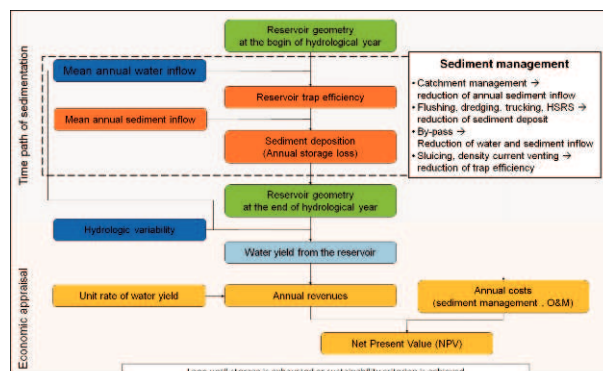 Reservoir geometry
at the begin of hydrological year
Time path of sedimentation
Mean annual water inflow
Reservoir trap efficiency
Mean annual sediment inflow
Sediment deposition
(Annual storage loss)
Sediment management
• Catchment management →
reduction of annual sediment inflow
• Flushing, dredging, trucking, HSRS →
reduction of sediment deposit
• By-pass →
Reduction of water and sediment inflow
• Sluicing, density current venting →
reduction of trap efficiency
Reservoir geometry
at the end of hydrological year
Hydrologic variability
Water yield from the reservoir
Economic appraisal
Unit rate of water yield
Annual revenues
Annual costs
(sediment management , O&M)
Net Present Value (NPV)